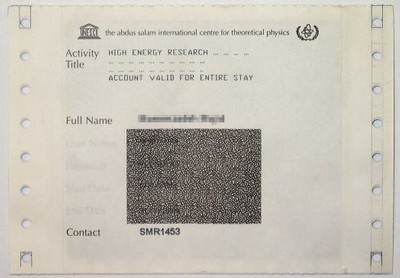 UNESCO
the abdus salam international centre for theoretical physics
Activity HIGH ENERGY RESEARCH _ _ _ _
Title _ _ _ _ _ _ _ _ _ _
ACCOUNT VALID FOR ENTIRE STAY
Full Name
Contact SMR1453